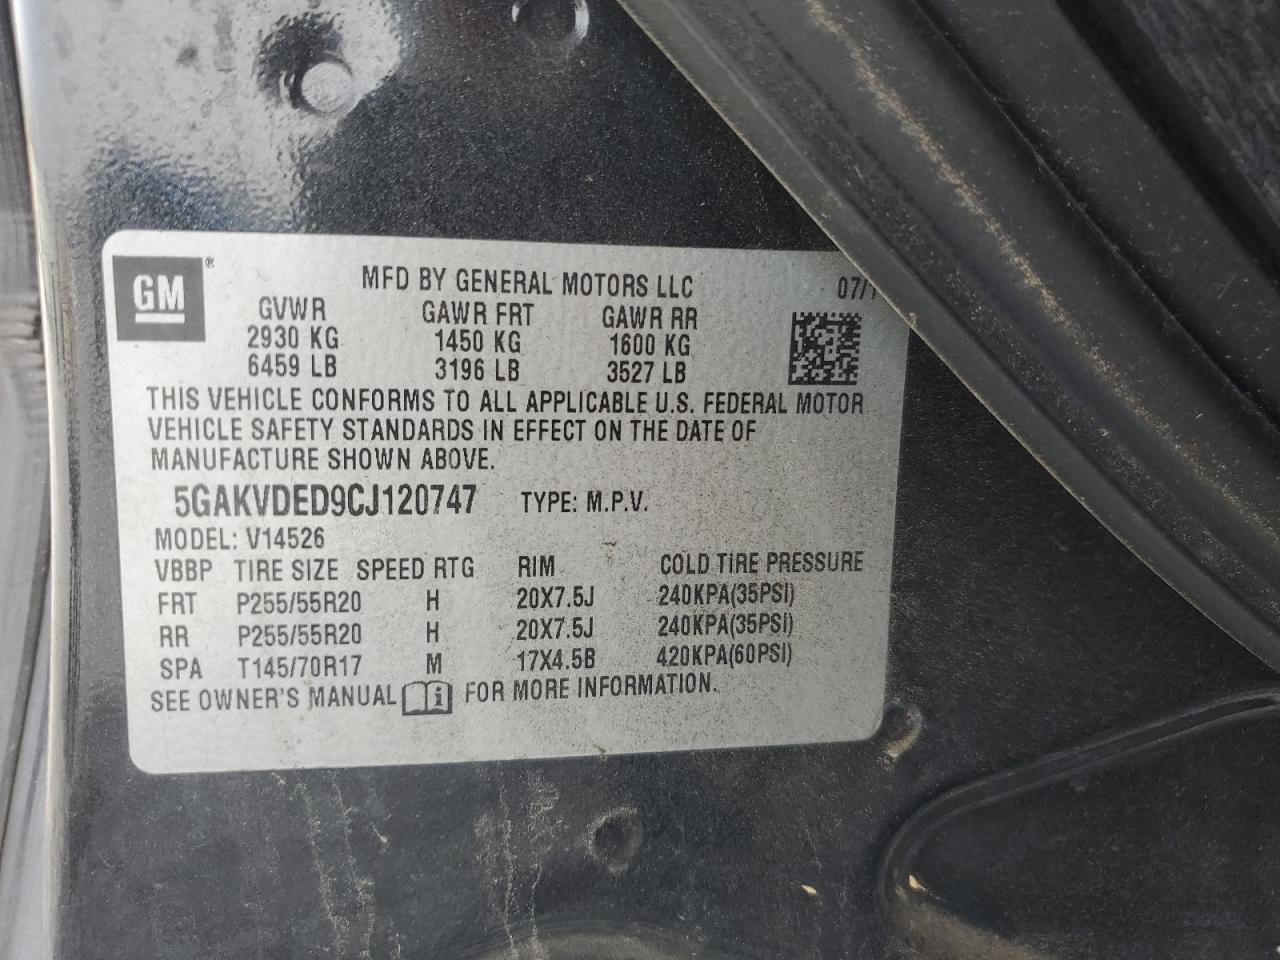 GM ®
MFD BY GENERAL MOTORS LLC 07/1
GVWR GAWR FRT GAWR RR
2930 KG 1450 KG 1600 KG
6459 LB 3196 LB 3527 LB
THIS VEHICLE CONFORMS TO ALL APPLICABLE U.S. FEDERAL MOTOR
VEHICLE SAFETY STANDARDS IN EFFECT ON THE DATE OF
MANUFACTURE SHOWN ABOVE.
5GAKVDED9CJ120747 TYPE: M.P.V.
MODEL: V14526
VBBP TIRE SIZE SPEED RTG RIM COLD TIRE PRESSURE
FRT P255/55R20 H 20X7.5J 240KPA(35PSI)
RR P255/55R20 H 20X7.5J 240KPA(35PSI)
SPA T145/70R17 M 17X4.5B 420KPA(60PSI)
SEE OWNER'S MANUAL i FOR MORE INFORMATION.